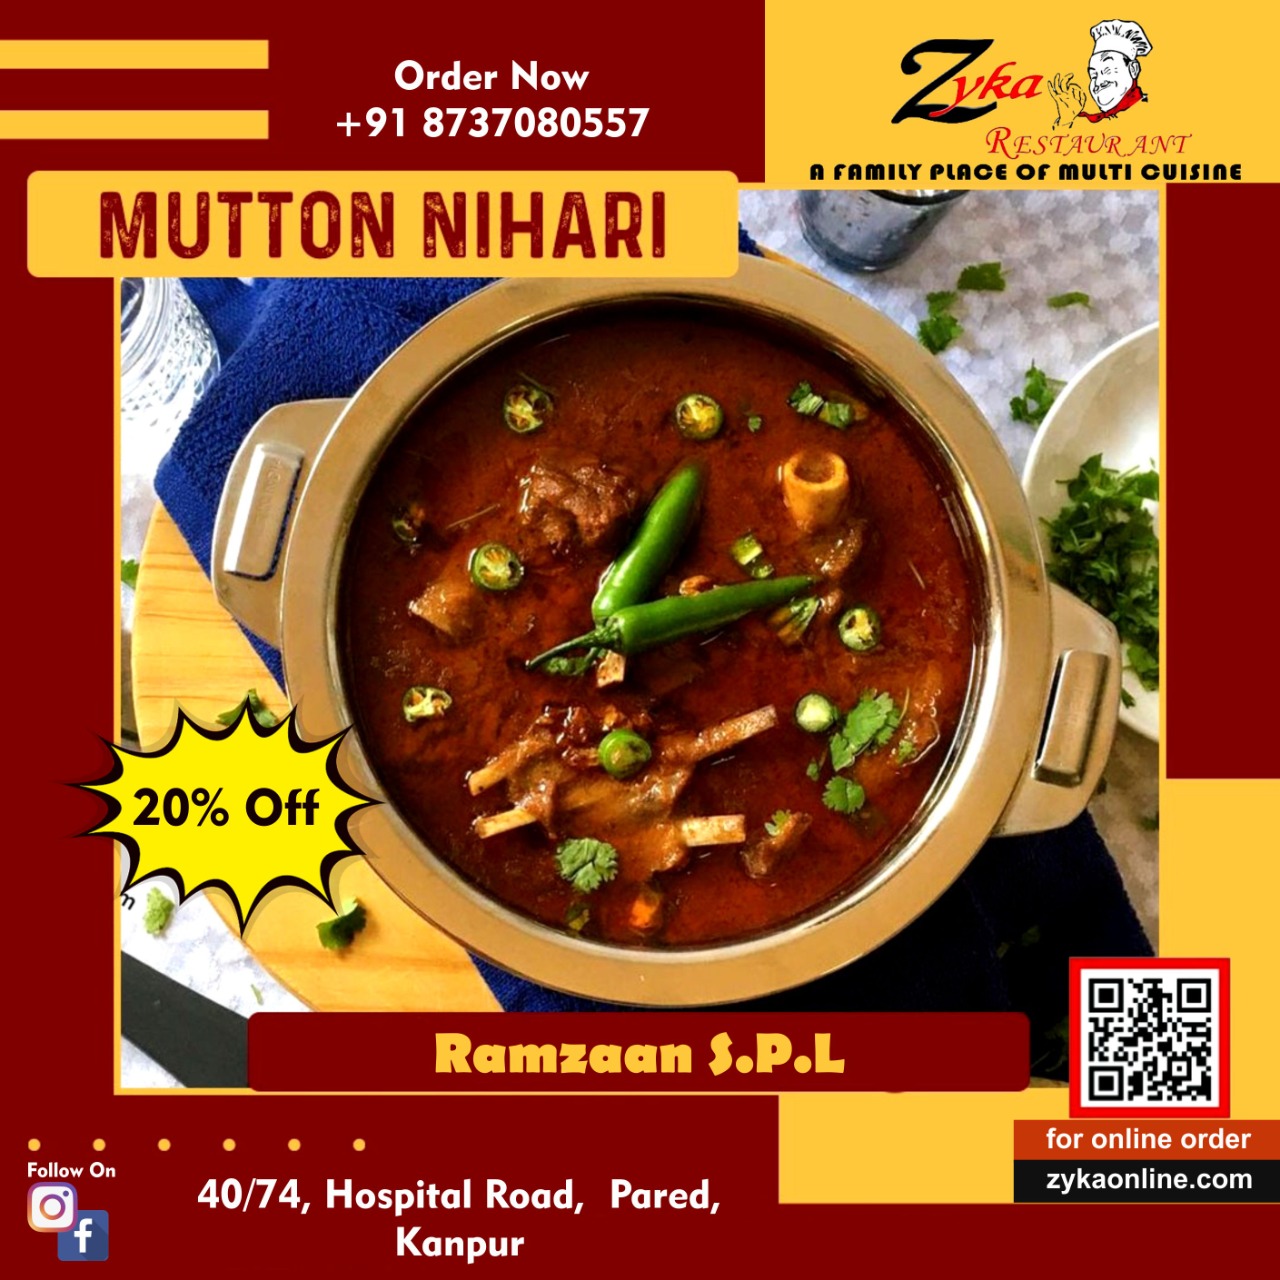 Order Now
+91 8737080557
Zyka
RESTAURANT
A FAMILY PLACE OF MULTI CUISINE
MUTTON NIHARI
20% Off
Ramzaan S.P.L
for online order
zykaonline.com
Follow On
40/74, Hospital Road, Pared,
Kanpur